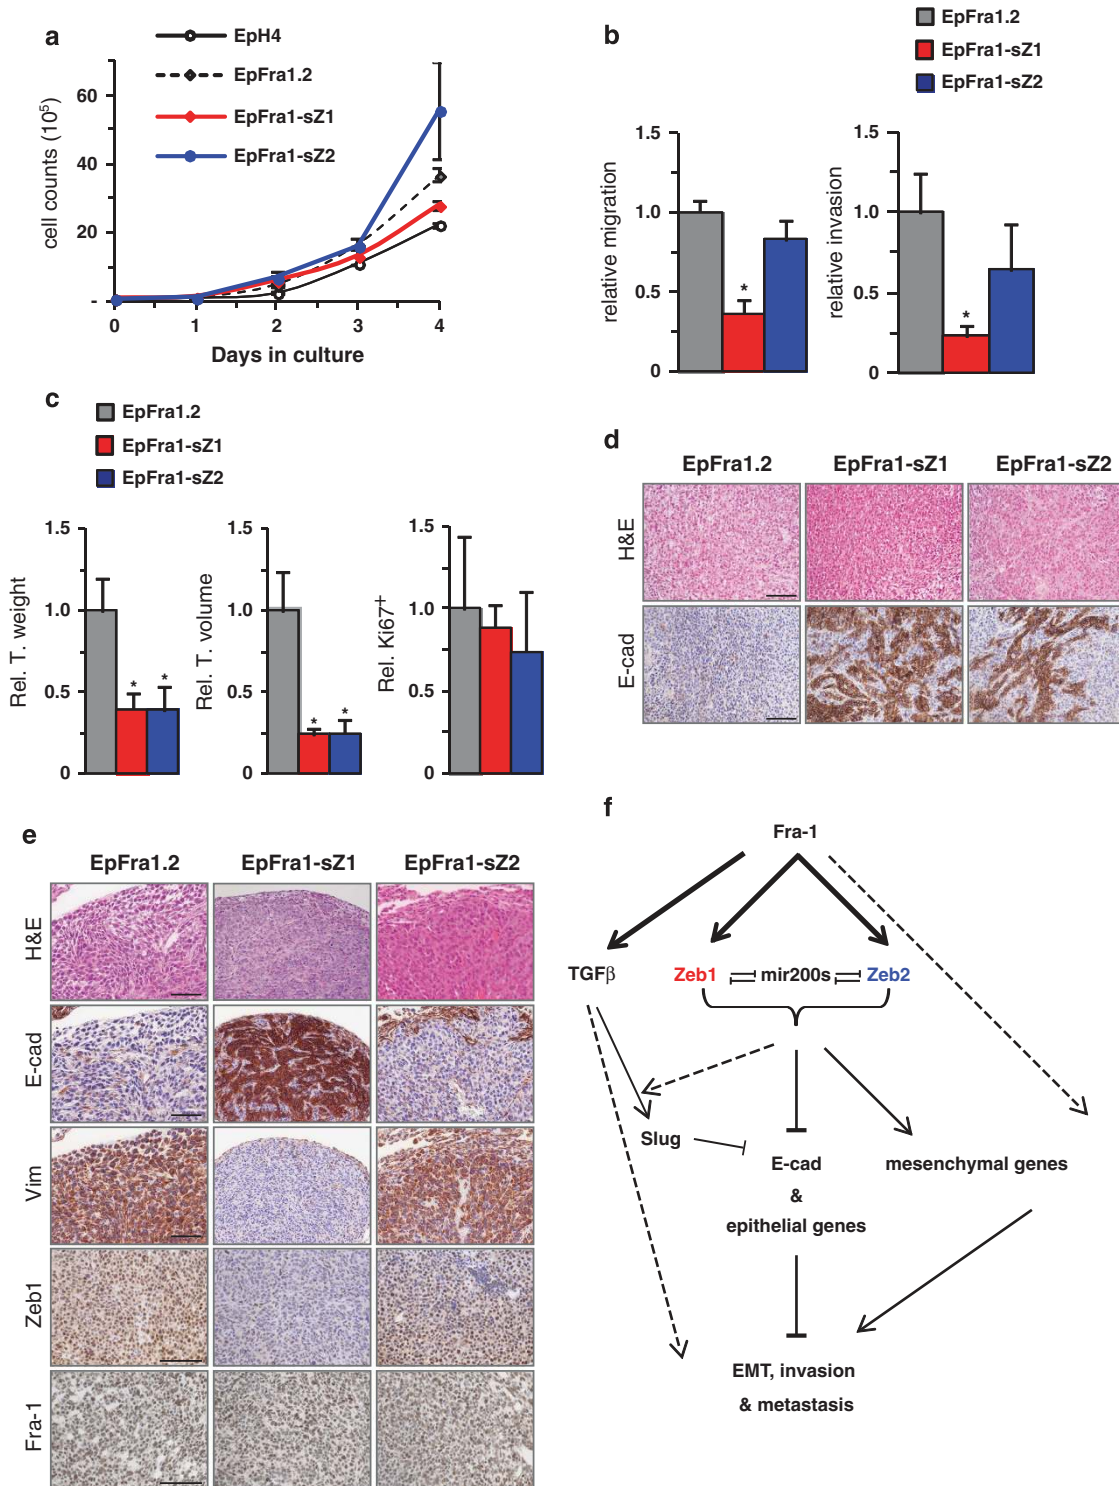 a
EpH4
EpFra1.2
EpFra1-sZ1
EpFra1-sZ2
cell counts (10⁵)
60
40
20
-
0 1 2 3 4
Days in culture
b
EpFra1.2
EpFra1-sZ1
EpFra1-sZ2
relative migration
1.5
1.0
0.5
0
*
relative invasion
1.5
1.0
0.5
0
*
c
EpFra1.2
EpFra1-sZ1
EpFra1-sZ2
Rel. T. weight
1.5
1.0
0.5
0
* *
Rel. T. volume
1.5
1.0
0.5
0
* *
Rel. Ki67⁺
1.5
1.0
0.5
0
d
EpFra1.2 EpFra1-sZ1 EpFra1-sZ2
H&E
E-cad
e
EpFra1.2 EpFra1-sZ1 EpFra1-sZ2
H&E
E-cad
Vim
Zeb1
Fra-1
f
Fra-1
TGFβ Zeb1 mir200s Zeb2
Slug
E-cad
&
epithelial genes
mesenchymal genes
EMT, invasion
& metastasis